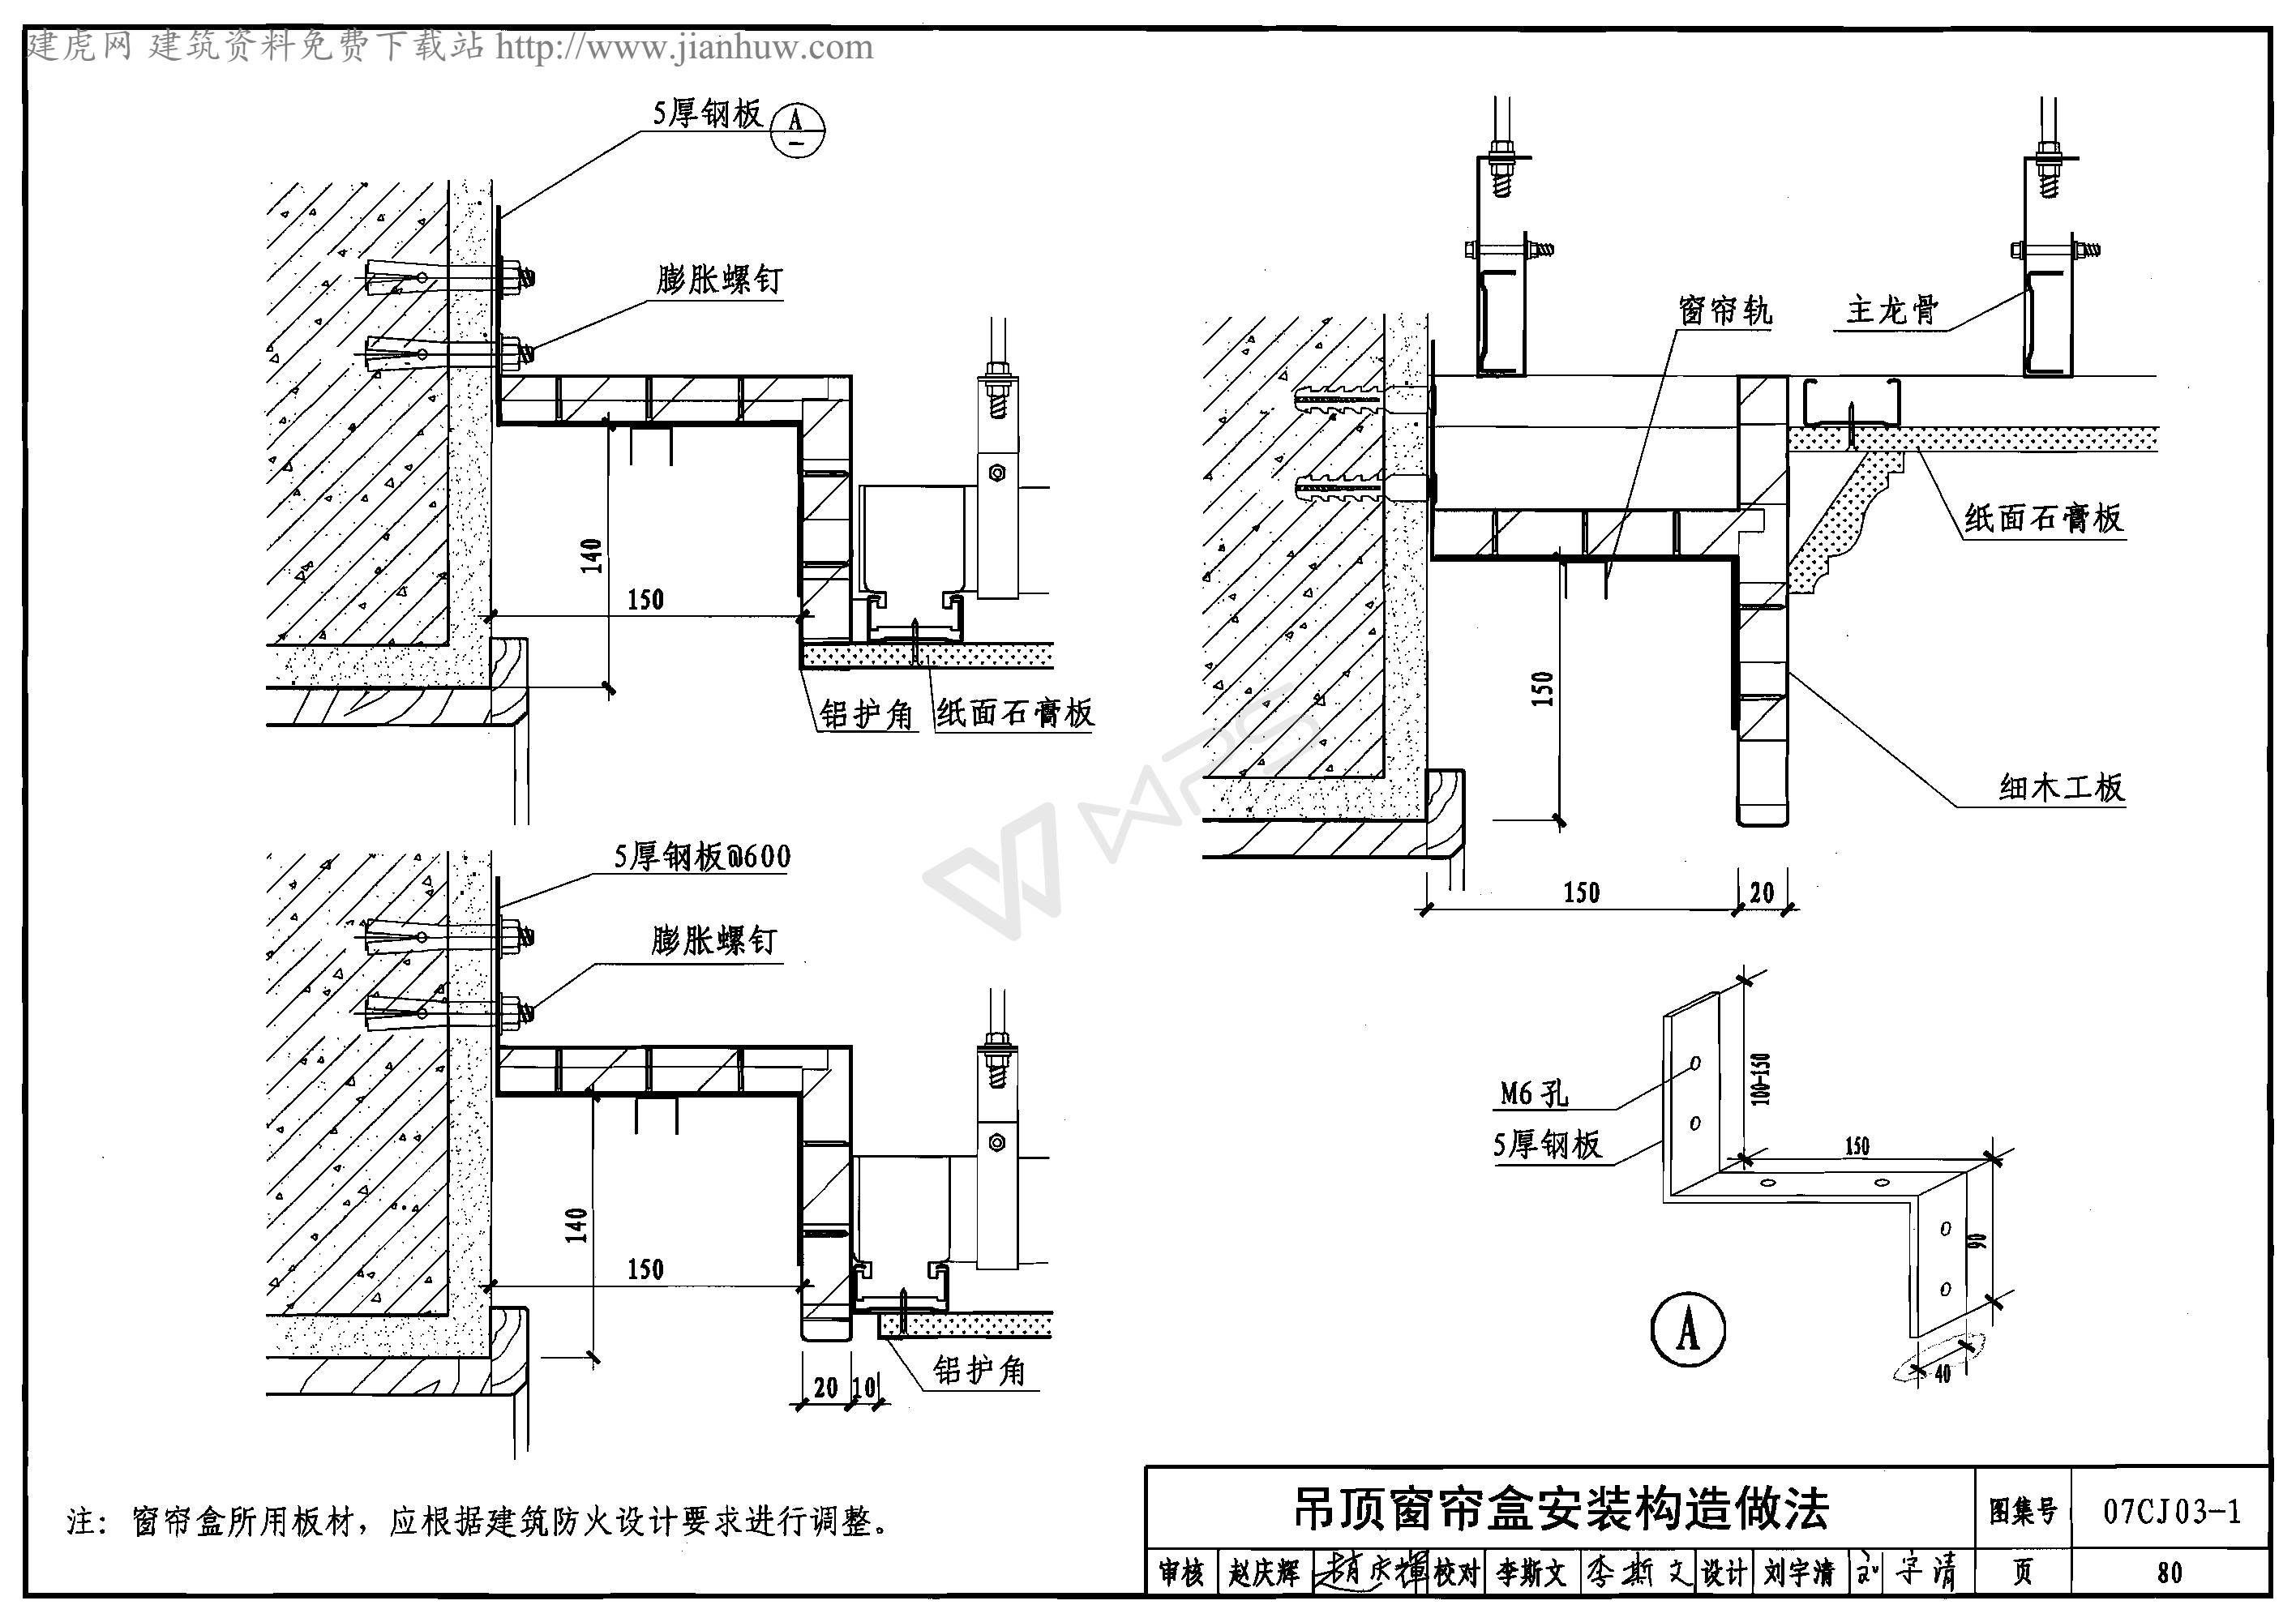 建虎网 建筑资料免费下载站 http://www.jianhuw.com
5厚钢板
A
膨胀螺钉
140
150
铝护角
纸面石膏板
窗帘轨
主龙骨
纸面石膏板
150
细木工板
150
20
WPS
5厚钢板@600
膨胀螺钉
140
150
20
10
铝护角
M6孔
5厚钢板
100-150
150
90
40
A
注：窗帘盒所用板材，应根据建筑防火设计要求进行调整。
吊顶窗帘盒安装构造做法
图集号
07CJ03-1
审核 赵庆辉 赵庆輝 校对 李斯文 李斯文 设计 刘宇清 刘宇清
页
80